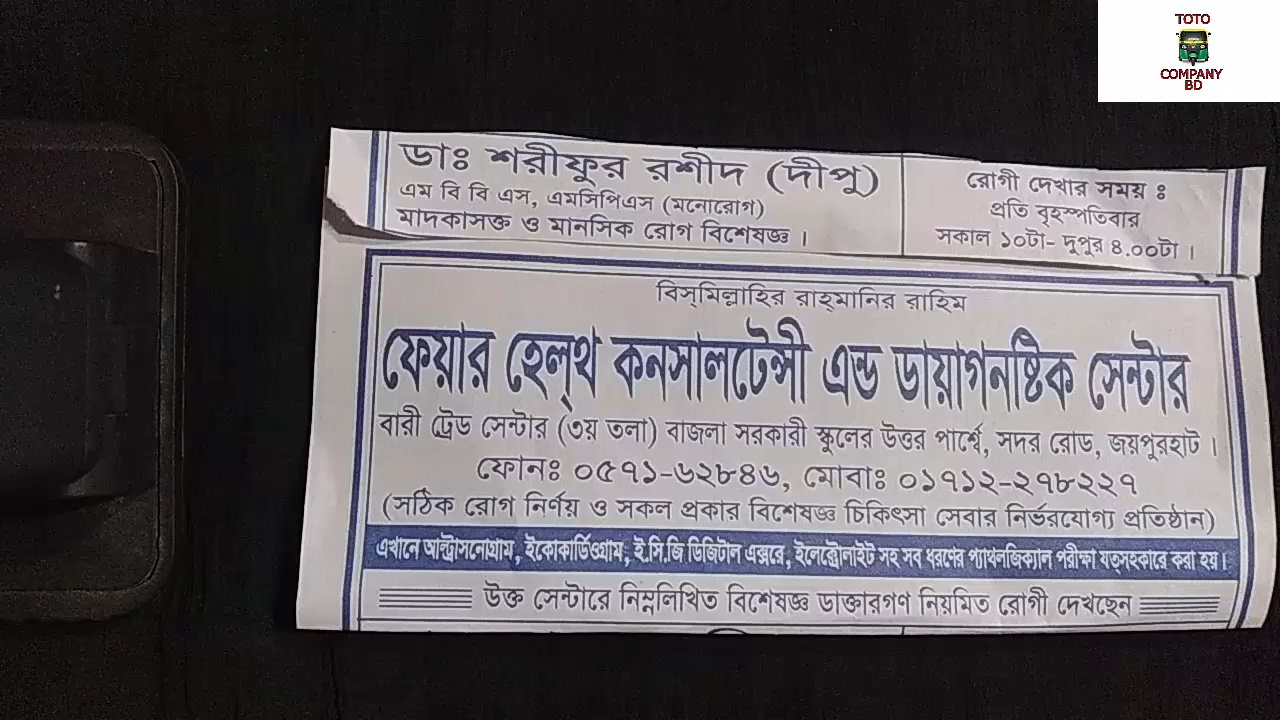 TOTO
COMPANY
BD
ডাঃ শরীফুর রশীদ (দীপু)
এম বি বি এস, এমসিপিএস (মনোরোগ)
মাদকাসক্ত ও মানসিক রোগ বিশেষজ্ঞ।
রোগী দেখার সময় ঃ
প্রতি বৃহস্পতিবার
সকাল ১০টা- দুপুর ৪.০০টা।
বিস্‌মিল্লাহির রাহ্‌মানির রাহিম
ফেয়ার হেল্‌থ কনসালটেন্সী এন্ড ডায়াগনষ্টিক সেন্টার
বারী ট্রেড সেন্টার (৩য় তলা) বাজলা সরকারী স্কুলের উত্তর পার্শ্বে, সদর রোড, জয়পুরহাট।
ফোনঃ ০৫৭১-৬২৮৪৬, মোবাঃ ০১৭১২-২৭৮২২৭
(সঠিক রোগ নির্ণয় ও সকল প্রকার বিশেষজ্ঞ চিকিৎসা সেবার নির্ভরযোগ্য প্রতিষ্ঠান)
এখানে আল্ট্রাসনোগ্রাম, ইকোকার্ডিওগ্রাম, ই.সি.জি ডিজিটাল এক্সরে, ইলেক্ট্রোলাইট সহ সব ধরণের প্যাথলজিক্যাল পরীক্ষা যত্নসহকারে করা হয়।
উক্ত সেন্টারে নিম্নলিখিত বিশেষজ্ঞ ডাক্তারগণ নিয়মিত রোগী দেখছেন